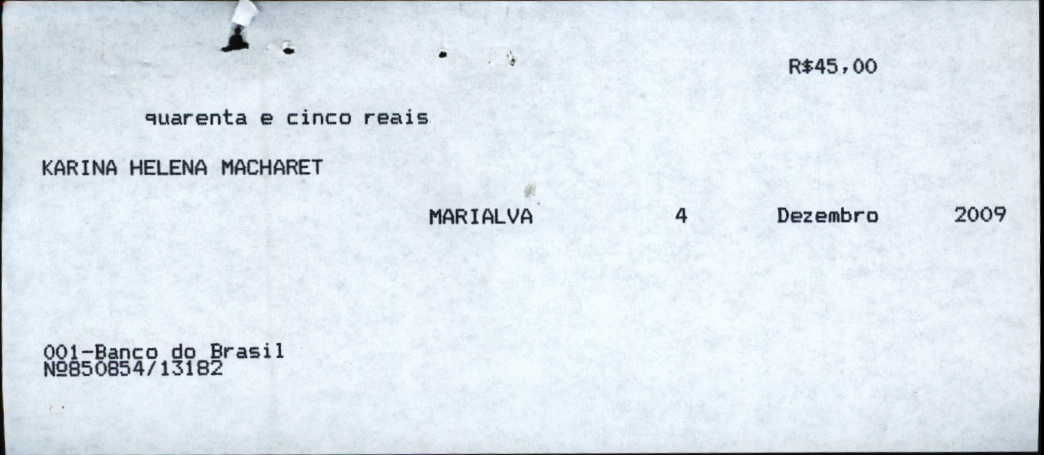 R$45,00
quarenta e cinco reais
KARINA HELENA MACHARET
MARIALVA 4 Dezembro 2009
001-Banco do Brasil
Nº850854/13182